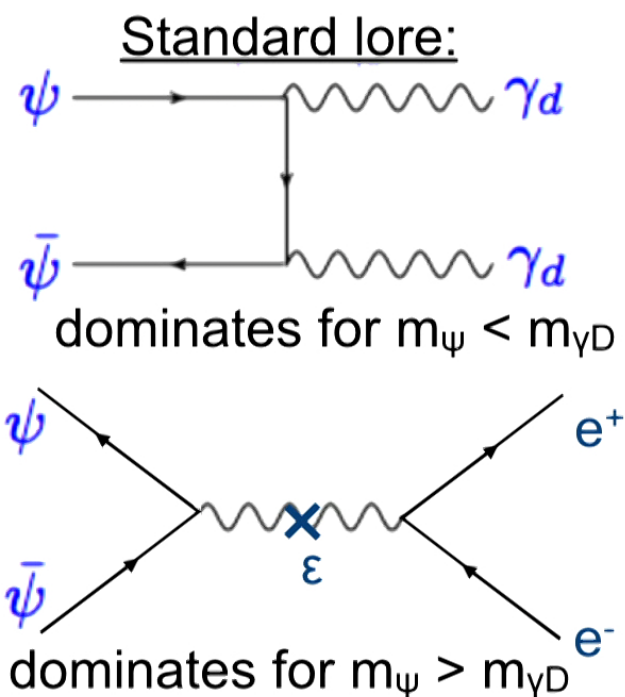 Standard lore:
ψ γd
ψ̄ γd
dominates for mψ < mγD
ψ e⁺
ε
ψ̄ e⁻
dominates for mψ > mγD